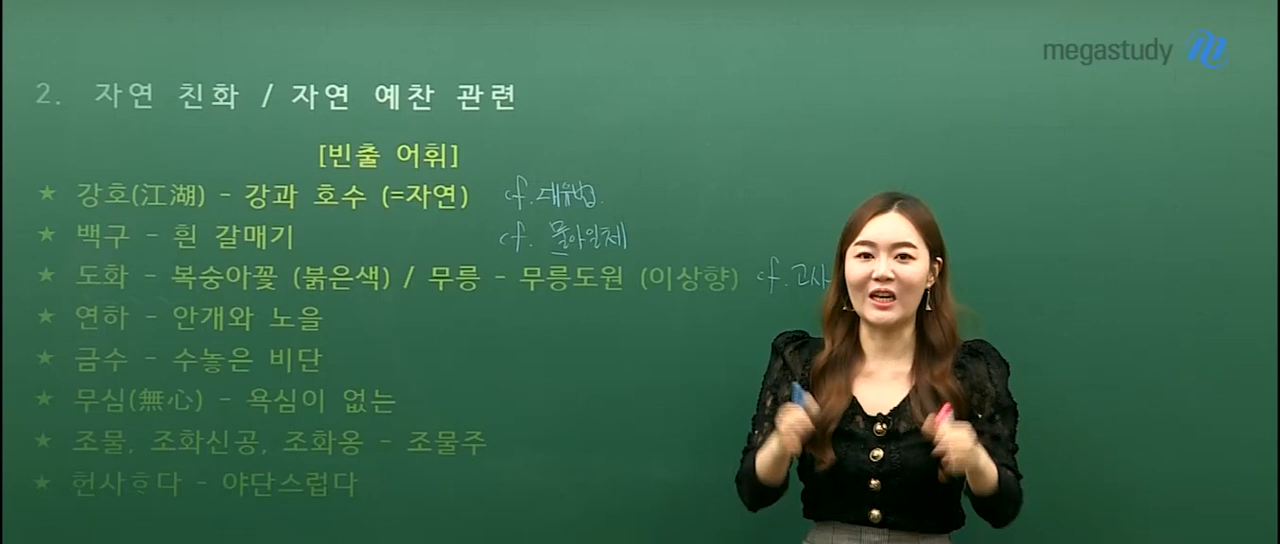 megastudy
2. 자연 친화 / 자연 예찬 관련
[빈출 어휘]
★ 강호(江湖) - 강과 호수 (=자연) cf. 대유법.
★ 백구 - 흰 갈매기 cf. 물아일체
★ 도화 - 복숭아꽃 (붉은색) / 무릉 - 무릉도원 (이상향) cf. 고사
★ 연하 - 안개와 노을
★ 금수 - 수놓은 비단
★ 무심(無心) - 욕심이 없는
★ 조물, 조화신공, 조화옹 - 조물주
★ 헌사ᄒᆞ다 - 야단스럽다